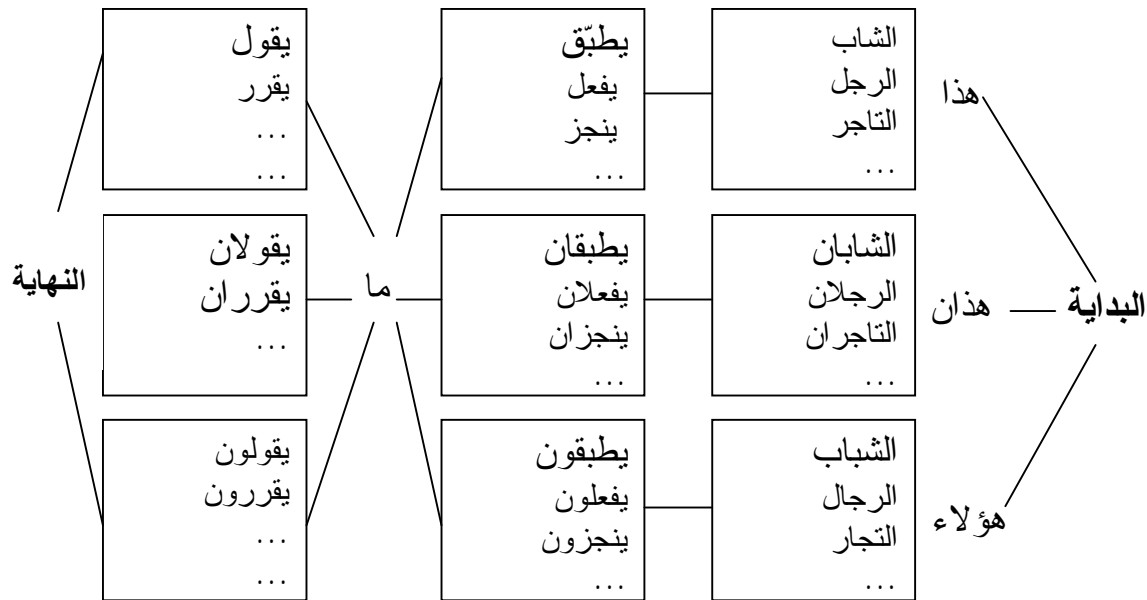 البداية
هذا
الشاب
الرجل
التاجر
...
يطبّق
يفعل
ينجز
...
يقول
يقرر
...
...
هذان
الشابان
الرجلان
التاجران
...
يطبقان
يفعلان
ينجزان
...
ما
يقولان
يقرران
...
النهاية
هؤلاء
الشباب
الرجال
التجار
...
يطبقون
يفعلون
ينجزون
...
يقولون
يقررون
...
...